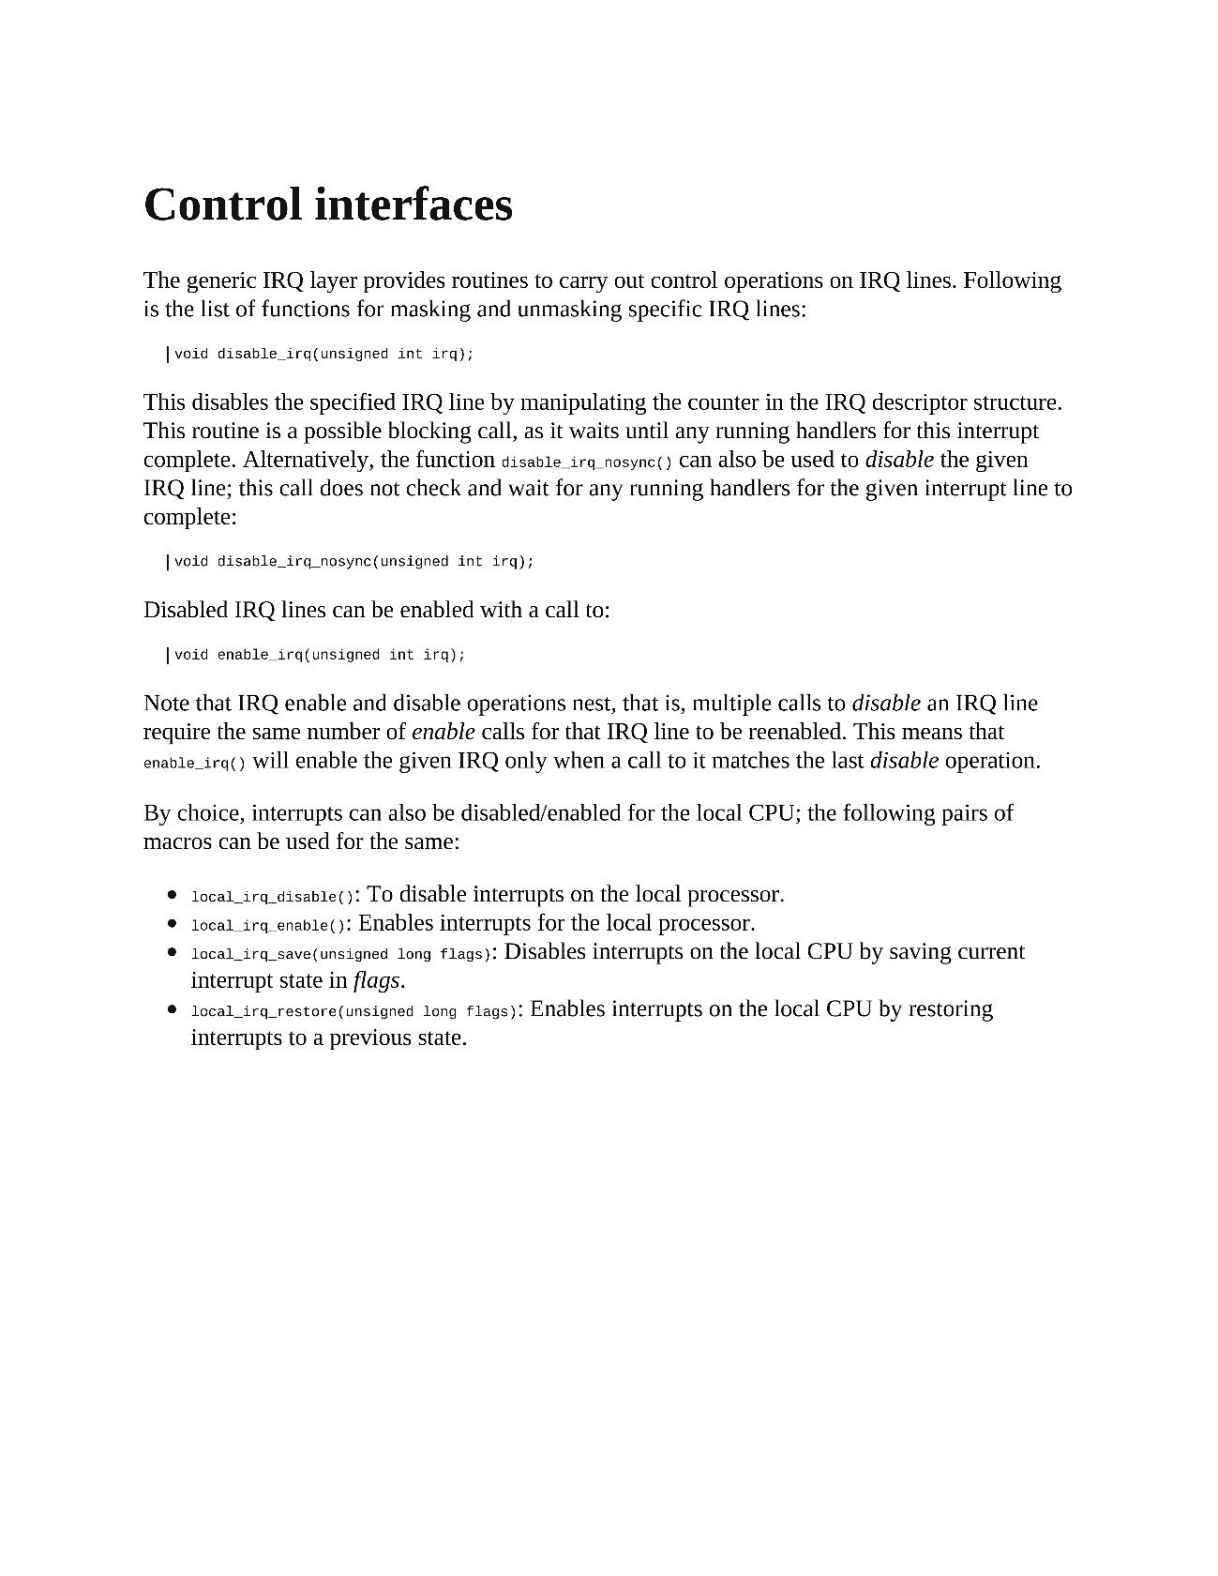 Control interfaces
The generic IRQ layer provides routines to carry out control operations on IRQ lines. Following
is the list of functions for masking and unmasking specific IRQ lines:
void disable_irq(unsigned int irq);
This disables the specified IRQ line by manipulating the counter in the IRQ descriptor structure.
This routine is a possible blocking call, as it waits until any running handlers for this interrupt
complete. Alternatively, the function disable_irq_nosync() can also be used to disable the given
IRQ line; this call does not check and wait for any running handlers for the given interrupt line to
complete:
void disable_irq_nosync(unsigned int irq);
Disabled IRQ lines can be enabled with a call to:
void enable_irq(unsigned int irq);
Note that IRQ enable and disable operations nest, that is, multiple calls to disable an IRQ line
require the same number of enable calls for that IRQ line to be reenabled. This means that
enable_irq() will enable the given IRQ only when a call to it matches the last disable operation.
By choice, interrupts can also be disabled/enabled for the local CPU; the following pairs of
macros can be used for the same:
• local_irq_disable(): To disable interrupts on the local processor.
• local_irq_enable(): Enables interrupts for the local processor.
• local_irq_save(unsigned long flags): Disables interrupts on the local CPU by saving current
interrupt state in flags.
• local_irq_restore(unsigned long flags): Enables interrupts on the local CPU by restoring
interrupts to a previous state.